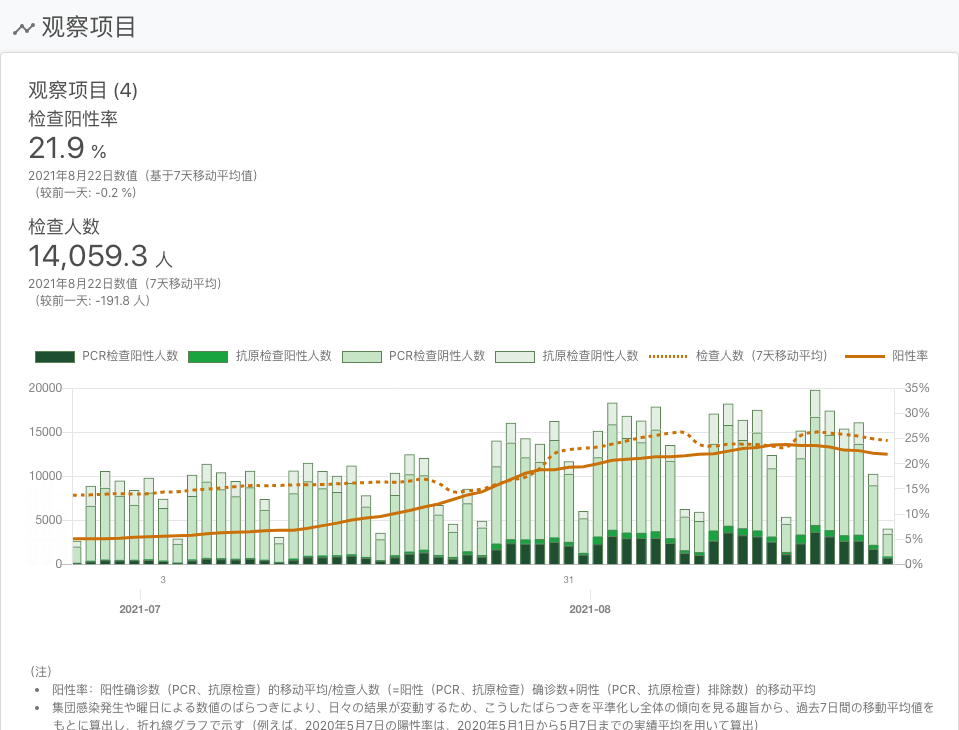 观察项目
观察项目 (4)
检查阳性率
21.9 %
2021年8月22日数值（基于7天移动平均值）
（较前一天: -0.2 %）
检查人数
14,059.3 人
2021年8月22日数值（7天移动平均）
（较前一天: -191.8 人）
PCR检查阳性人数 抗原检查阳性人数 PCR检查阴性人数 抗原检查阴性人数 检查人数（7天移动平均） 阳性率
20000 35%
30%
15000 25%
20%
10000 15%
5000 10%
5%
0 0%
3 31
2021-07 2021-08
（注）
• 阳性率：阳性确诊数（PCR、抗原检查）的移动平均/检查人数（=阳性（PCR、抗原检查）确诊数+阴性（PCR、抗原检查）排除数）的移动平均
• 集団感染発生や曜日による数値のばらつきにより、日々の結果が変動するため、こうしたばらつきを平準化し全体の傾向を見る趣旨から、過去7日間の移動平均値を
もとに算出し、折れ線グラフで示す（例えば、2020年5月7日の陽性率は、2020年5月1日から5月7日までの実績平均を用いて算出）